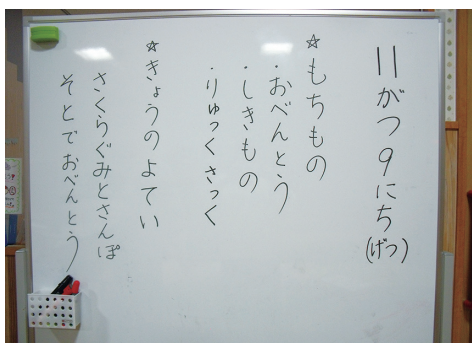 11がつ9にち(げつ)
☆もちもの
・おべんとう
・しきもの
・りゅっくさっく
☆きょうのよてい
さくらぐみとさんぽ
そとでおべんとう